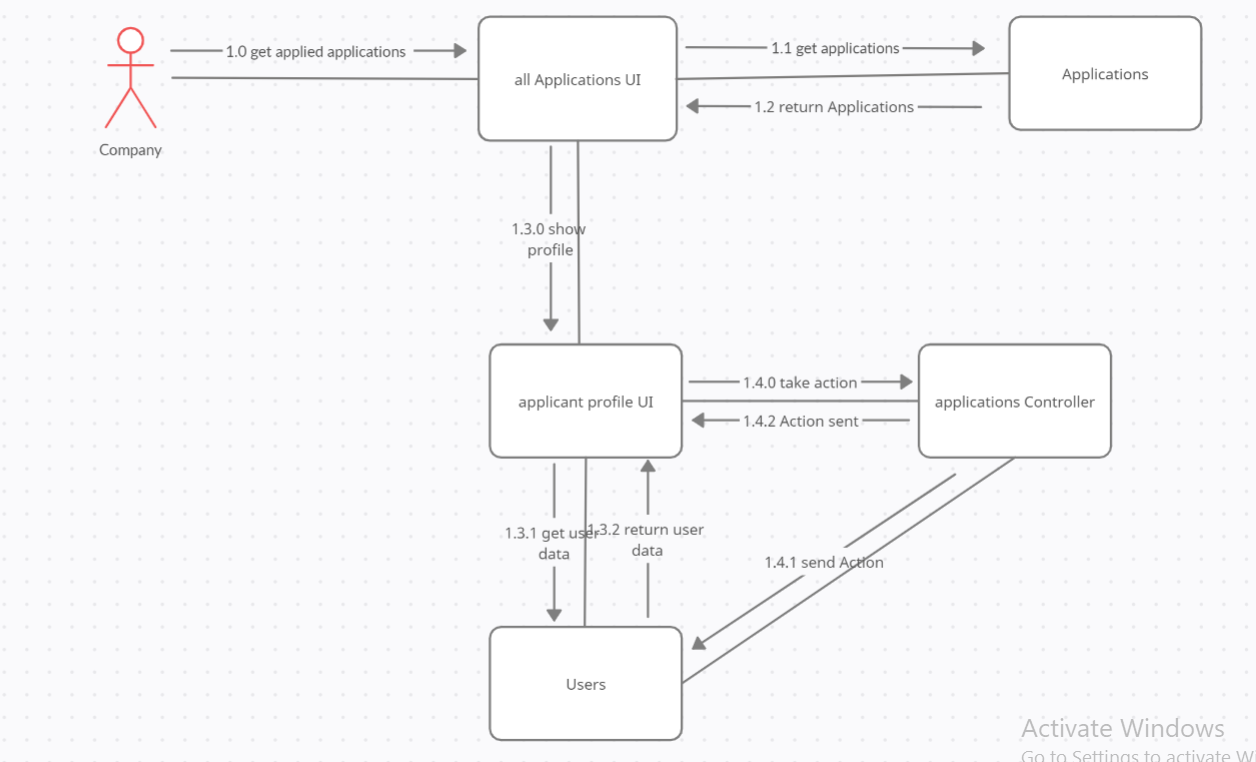 1.0 get applied applications
all Applications UI
1.1 get applications
Applications
1.2 return Applications
Company
1.3.0 show
profile
applicant profile UI
1.4.0 take action
applications Controller
1.4.2 Action sent
1.3.1 get user
data
1.3.2 return user
data
1.4.1 send Action
Users
Activate Windows
Go to Settings to activate W